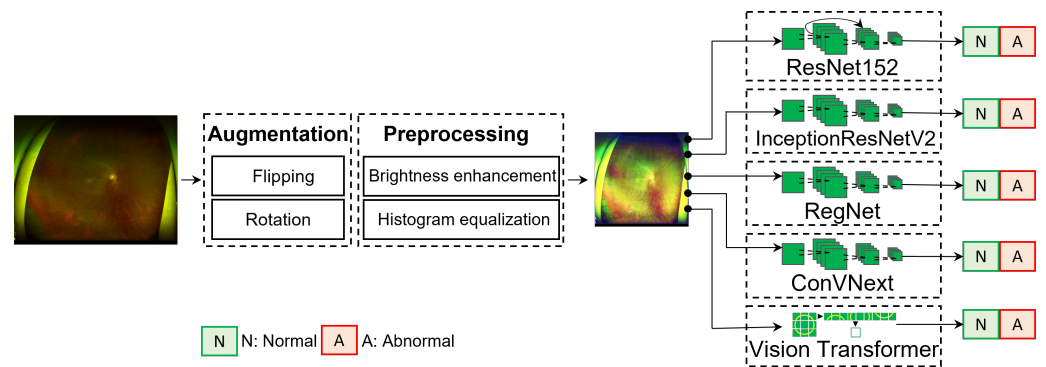 Augmentation
Flipping
Rotation
Preprocessing
Brightness enhancement
Histogram equalization
ResNet152
N A
InceptionResNetV2
N A
RegNet
N A
ConVNext
N A
Vision Transformer
N A
N N: Normal A A: Abnormal